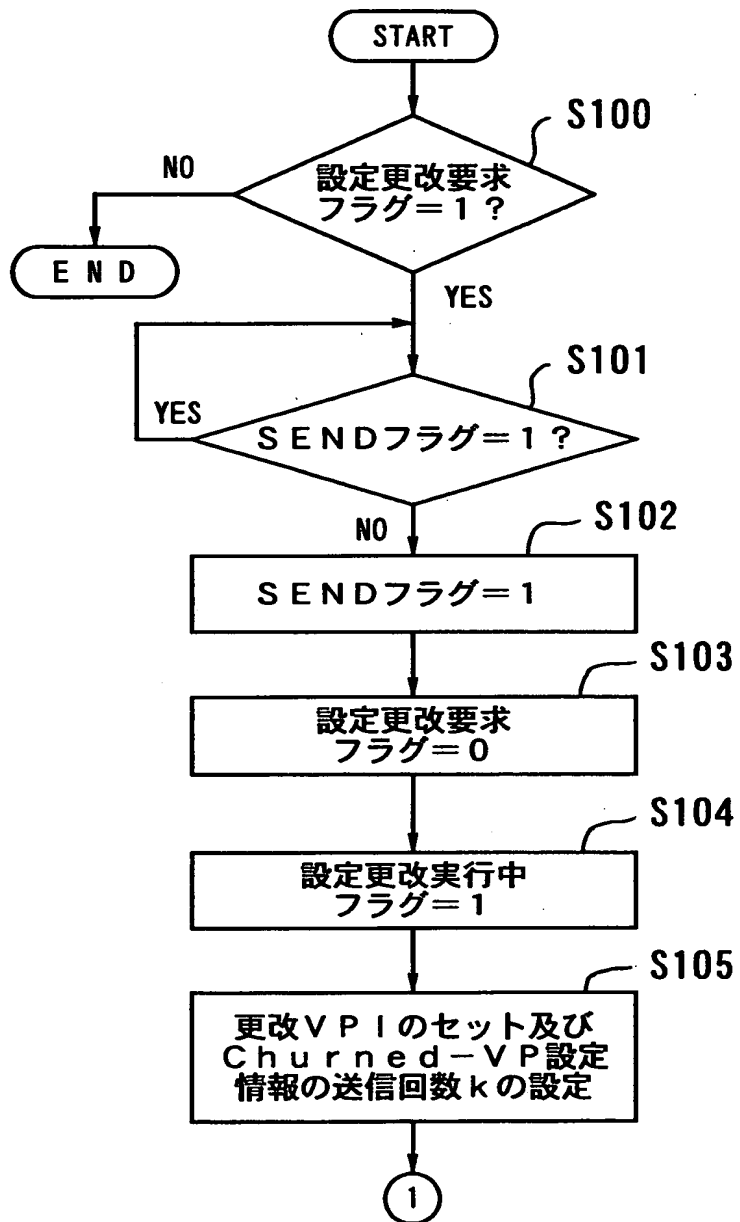 START
S100
NO
設定更改要求
フラグ=1?
END
YES
S101
YES
SENDフラグ=1?
NO
S102
SENDフラグ=1
S103
設定更改要求
フラグ=0
S104
設定更改実行中
フラグ=1
S105
更改VPIのセット及び
Churned-VP設定
情報の送信回数kの設定
1